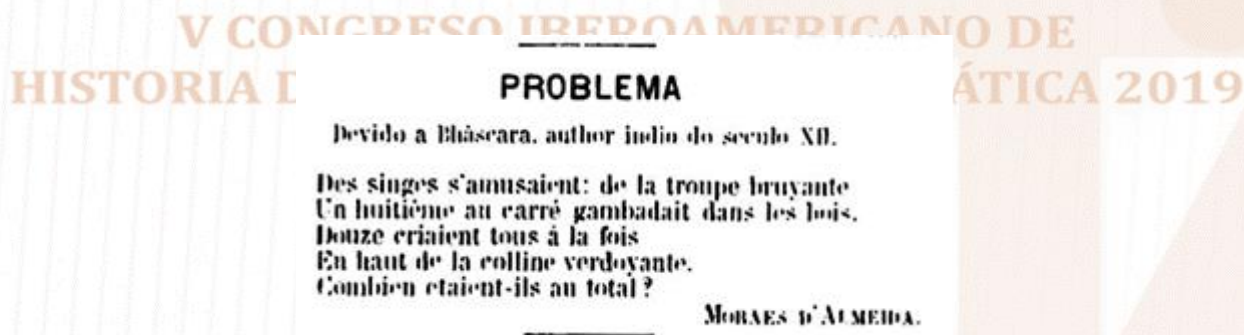 V CONGRESO IBEROAMERICANO DE
HISTORIA D ÁTICA 2019
PROBLEMA
Devido a Bháscara, author indio do seculo XII.
Des singes s'amusaient: de la troupe bruyante
Un huitième au carré gambadait dans les bois.
Douze criaient tous á la fois
En haut de la colline verdoyante.
Combien etaient-ils au total?
MORAES D'ALMEIDA.